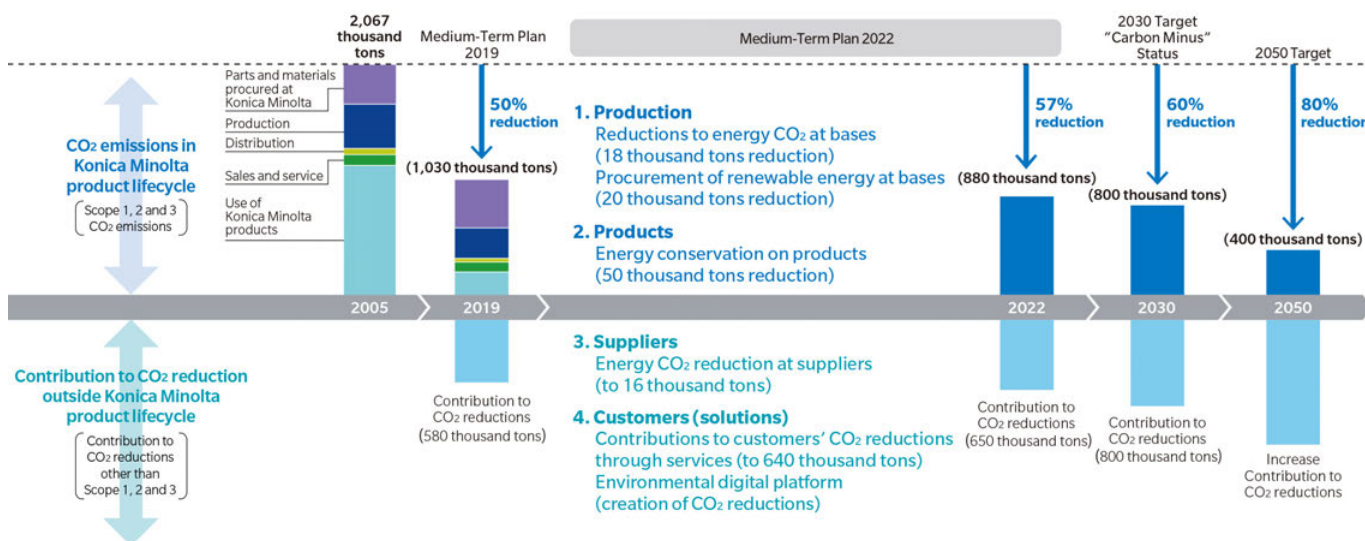 2,067
thousand
tons
Medium-Term Plan
2019
Medium-Term Plan 2022
2030 Target
"Carbon Minus"
Status
2050 Target
CO2 emissions in
Konica Minolta
product lifecycle
Scope 1, 2 and 3
CO2 emissions
Parts and materials
procured at
Konica Minolta
Production
Distribution
Sales and service
Use of
Konica Minolta
products
50%
reduction
(1,030 thousand tons)
1. Production
Reductions to energy CO2 at bases
(18 thousand tons reduction)
Procurement of renewable energy at bases
(20 thousand tons reduction)
2. Products
Energy conservation on products
(50 thousand tons reduction)
57%
reduction
(880 thousand tons)
60%
reduction
(800 thousand tons)
80%
reduction
(400 thousand tons)
2005
2019
2022
2030
2050
Contribution to CO2 reduction
outside Konica Minolta
product lifecycle
Contribution to
CO2 reductions
other than
Scope 1, 2 and 3
Contribution to
CO2 reductions
(580 thousand tons)
3. Suppliers
Energy CO2 reduction at suppliers
(to 16 thousand tons)
4. Customers (solutions)
Contributions to customers' CO2 reductions
through services (to 640 thousand tons)
Environmental digital platform
(creation of CO2 reductions)
Contribution to
CO2 reductions
(650 thousand tons)
Contribution to
CO2 reductions
(800 thousand tons)
Increase
Contribution to
CO2 reductions